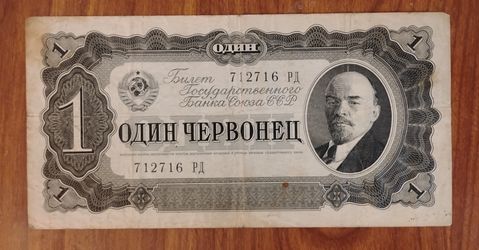 1 ОДИН 1
Билет 712716 РД
Государственного
Банка Союза ССР
1 ОДИН ЧЕРВОНЕЦ
712716 РД
1 1